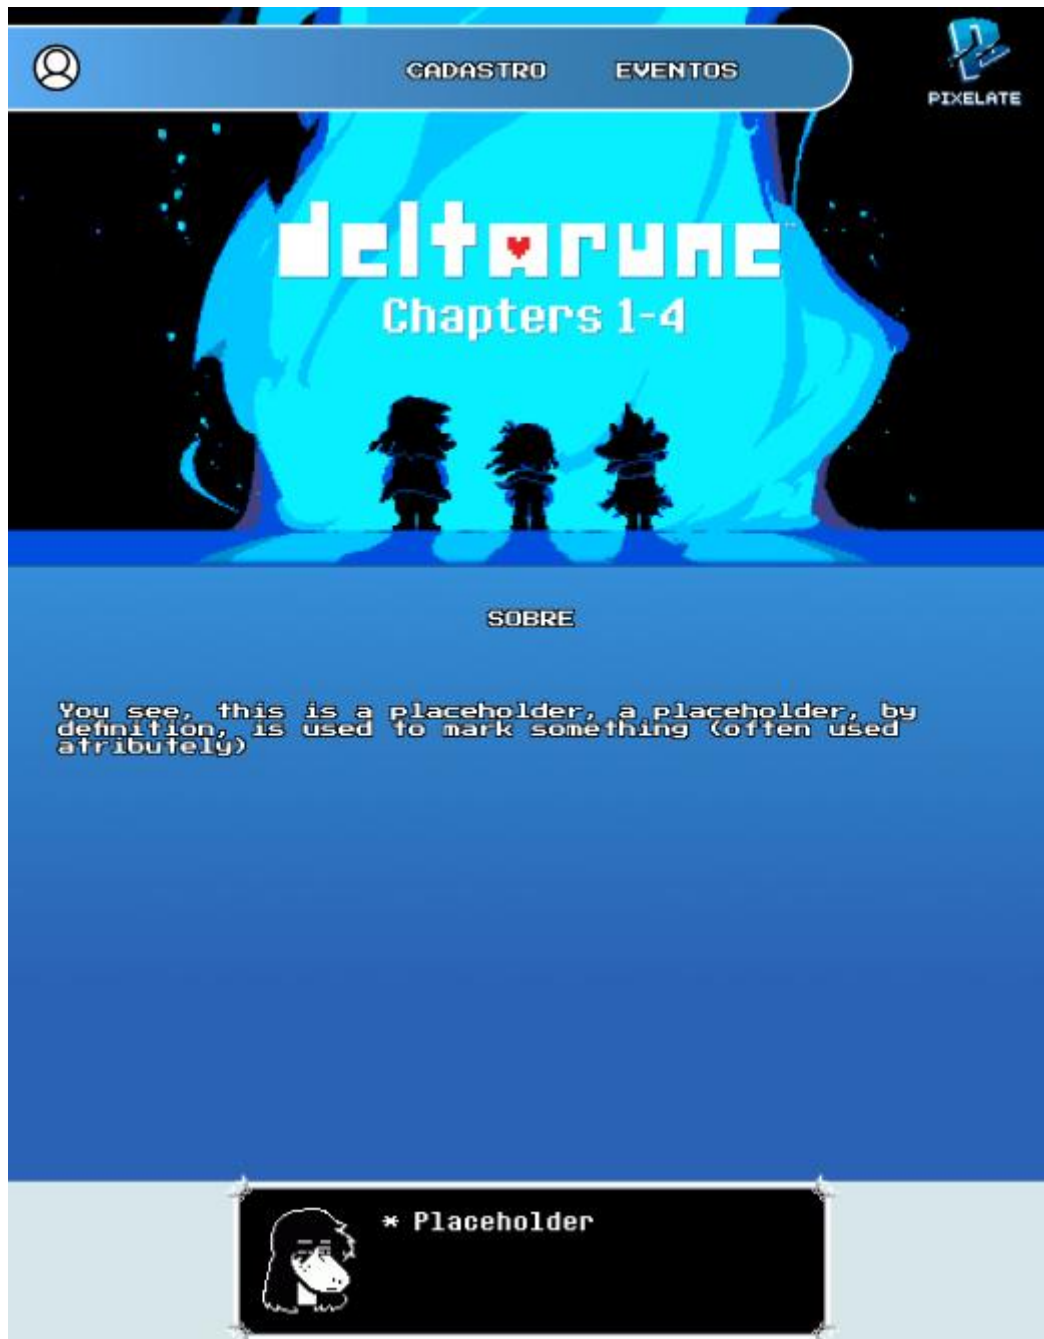 CADASTRO EVENTOS
PIXELATE
deltarune
Chapters 1-4
SOBRE
You see, this is a placeholder, a placeholder, by
definition, is used to mark something (often used
atributely)
* Placeholder